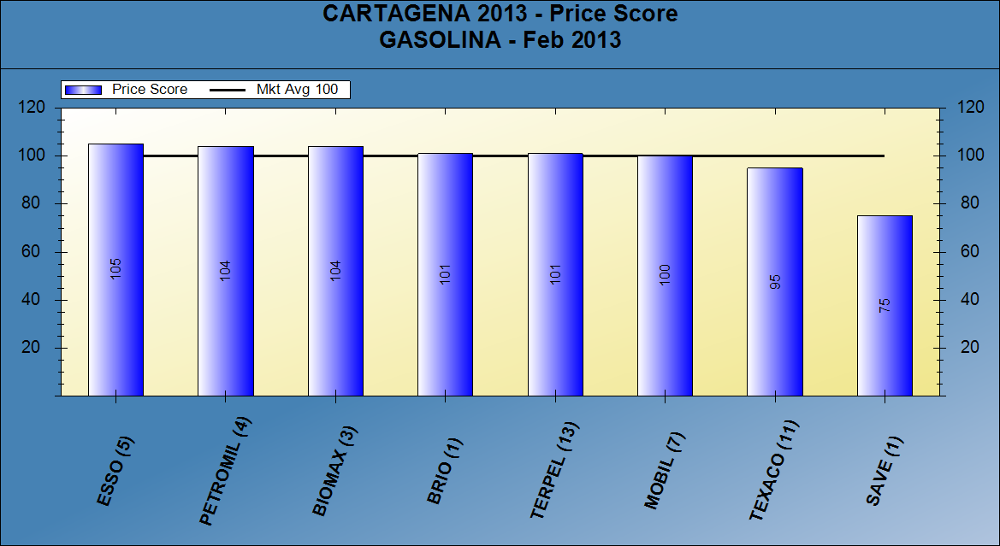 CARTAGENA 2013 - Price Score
GASOLINA - Feb 2013
Price Score
Mkt Avg 100
120
100
80
60
40
20
120
100
80
60
40
20
105
104
104
101
101
100
95
75
ESSO (5)
PETROMIL (4)
BIOMAX (3)
BRIO (1)
TERPEL (13)
MOBIL (7)
TEXACO (11)
SAVE (1)